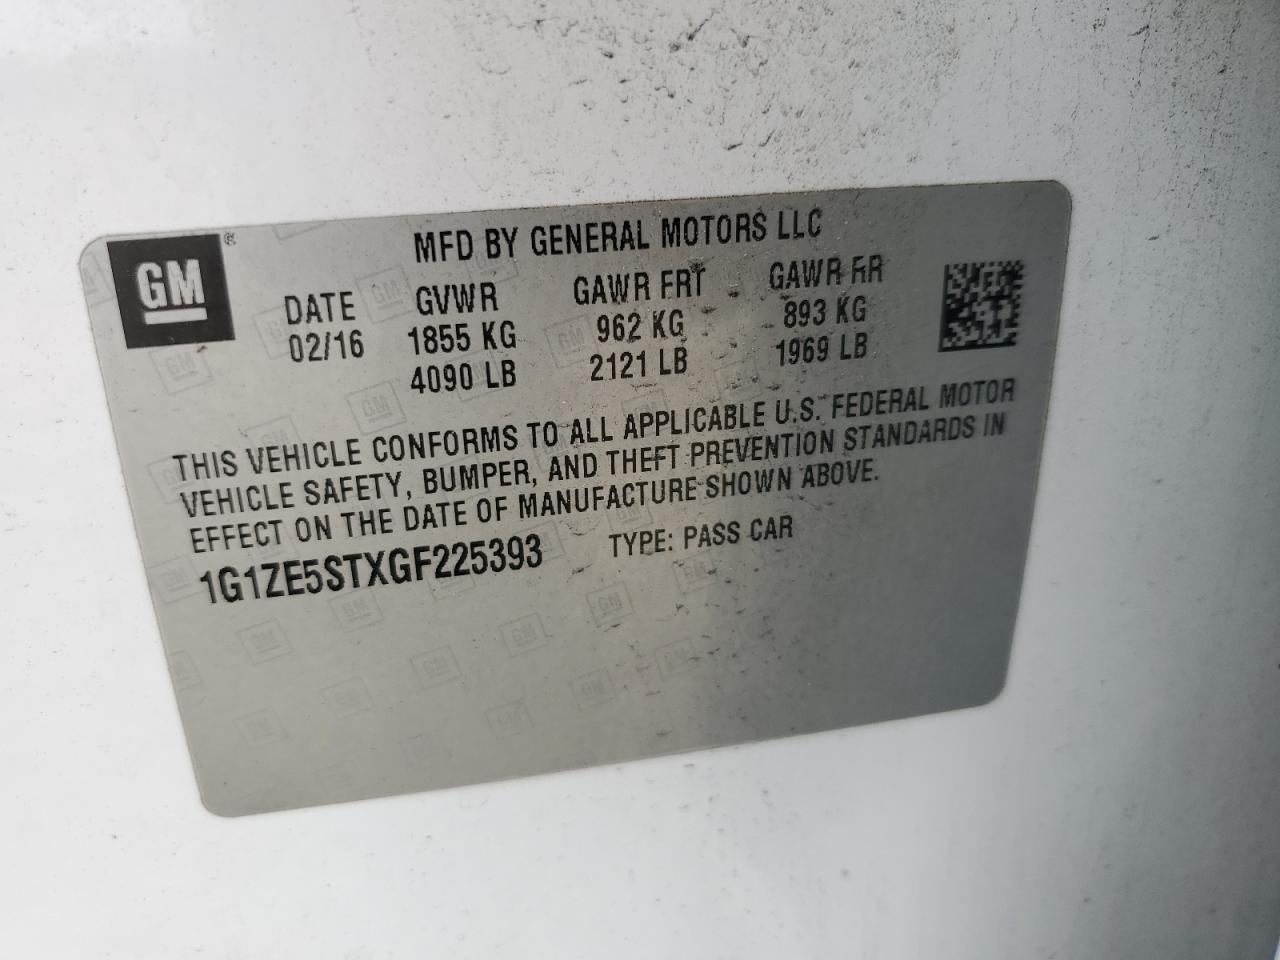 GM ®
MFD BY GENERAL MOTORS LLC
DATE GVWR GAWR FRT GAWR RR
02/16 1855 KG 962 KG 893 KG
4090 LB 2121 LB 1969 LB
THIS VEHICLE CONFORMS TO ALL APPLICABLE U.S. FEDERAL MOTOR
VEHICLE SAFETY, BUMPER, AND THEFT PREVENTION STANDARDS IN
EFFECT ON THE DATE OF MANUFACTURE SHOWN ABOVE.
1G1ZE5STXGF225393 TYPE: PASS CAR